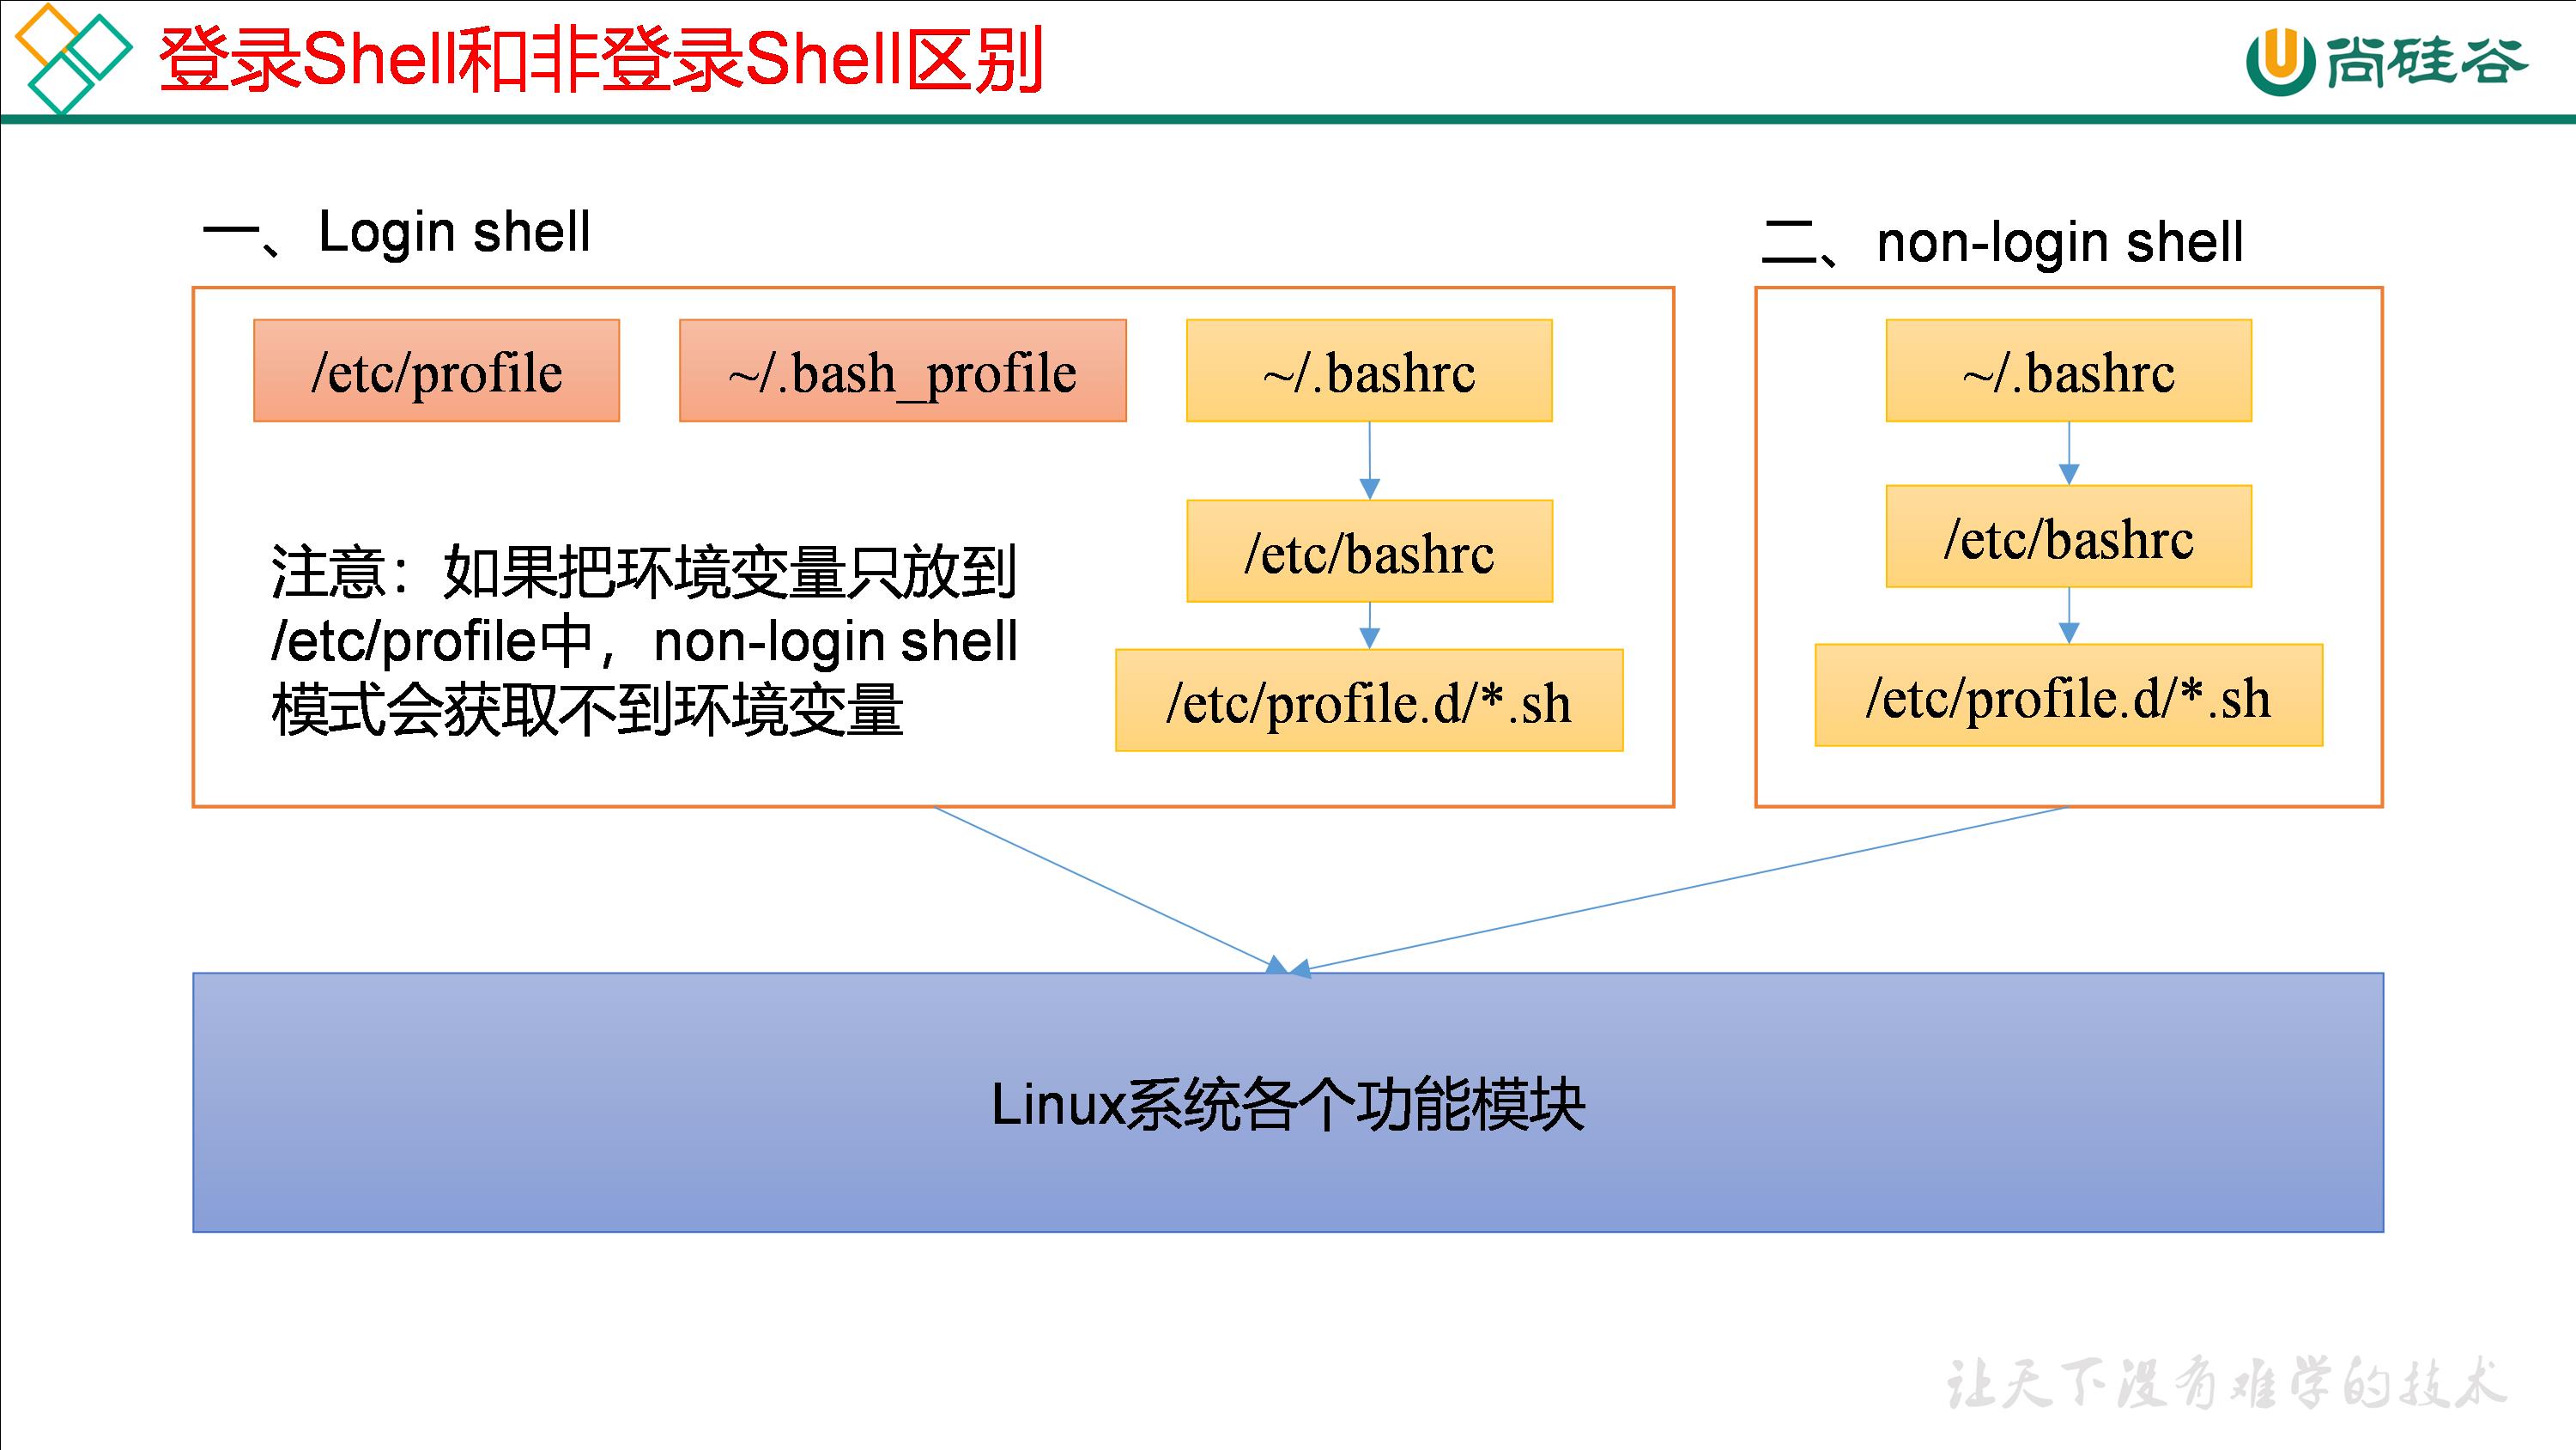 登录Shell和非登录Shell区别
尚硅谷
一、Login shell
/etc/profile
~/.bash_profile
~/.bashrc
/etc/bashrc
/etc/profile.d/*.sh
注意：如果把环境变量只放到
/etc/profile中，non-login shell
模式会获取不到环境变量
二、non-login shell
~/.bashrc
/etc/bashrc
/etc/profile.d/*.sh
Linux系统各个功能模块
让天下没有难学的技术